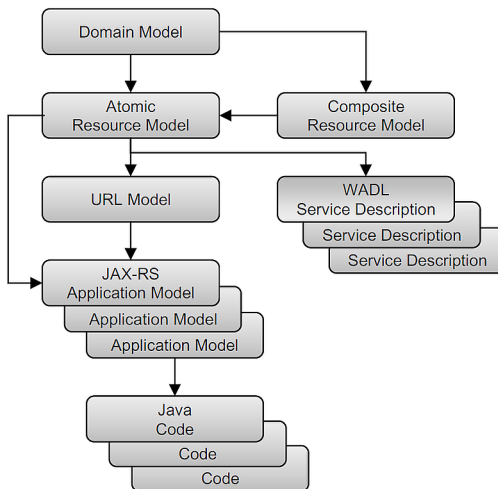 Domain Model
Atomic
Resource Model
Composite
Resource Model
URL Model
WADL
Service Description
Service Description
Service Description
JAX-RS
Application Model
Application Model
Application Model
Java
Code
Code
Code